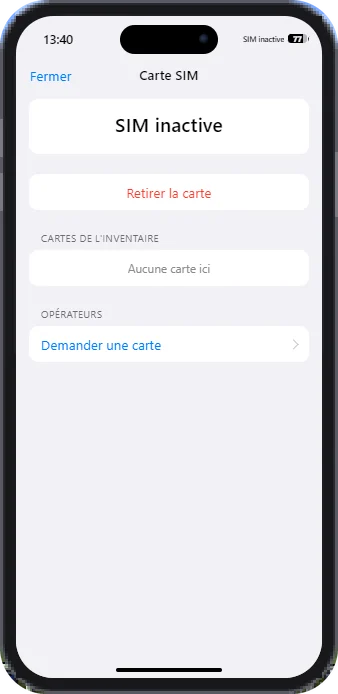 13:40
SIM inactive
77
Fermer
Carte SIM
SIM inactive
Retirer la carte
CARTES DE L'INVENTAIRE
Aucune carte ici
OPÉRATEURS
Demander une carte